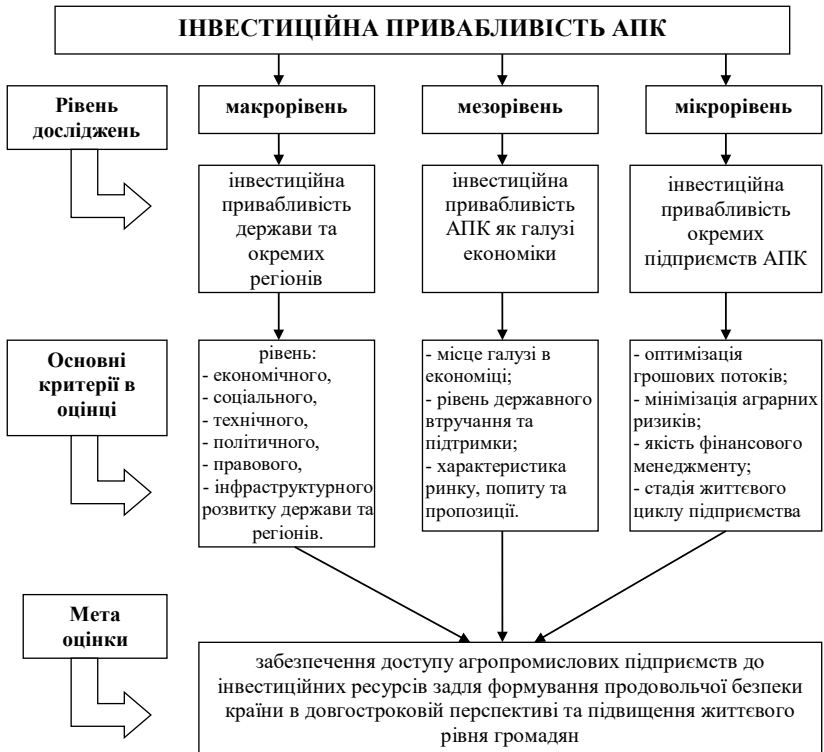 ІНВЕСТИЦІЙНА ПРИВАБЛИВІСТЬ АПК
Рівень
досліджень
макрорівень
мезорівень
мікрорівень
інвестиційна
привабливість
держави та
окремих
регіонів
інвестиційна
привабливість
АПК як галузі
економіки
інвестиційна
привабливість
окремих
підприємств АПК
Основні
критерії в
оцінці
рівень:
- економічного,
- соціального,
- технічного,
- політичного,
- правового,
- інфраструктурного
розвитку держави та
регіонів.
- місце галузі в
економіці;
- рівень державного
втручання та
підтримки;
- характеристика
ринку, попиту та
пропозиції.
- оптимізація
грошових потоків;
- мінімізація аграрних
ризиків;
- якість фінансового
менеджменту;
- стадія життєвого
циклу підприємства
Мета
оцінки
забезпечення доступу агропромислових підприємств до
інвестиційних ресурсів задля формування продовольчої безпеки
країни в довгостроковій перспективі та підвищення життєвого
рівня громадян